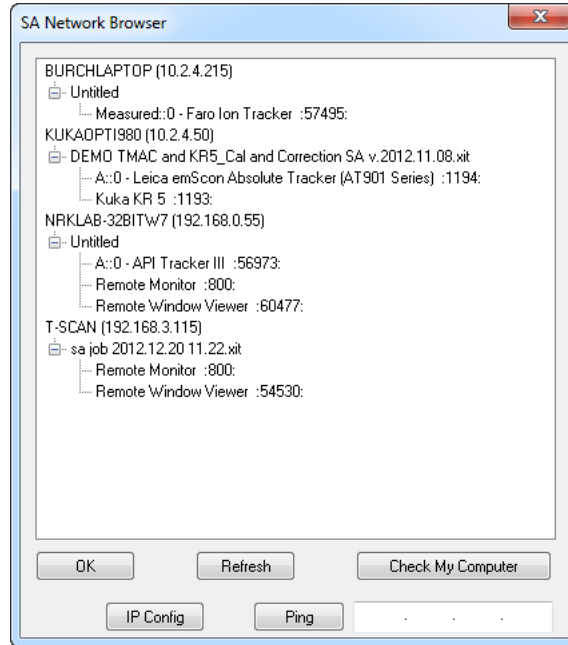 SA Network Browser
BURCHLAPTOP (10.2.4.215)
Untitled
Measured::0 - Faro Ion Tracker :57495:
KUKAOPTI980 (10.2.4.50)
DEMO TMAC and KR5_Cal and Correction SA v.2012.11.08.xit
A::0 - Leica emScon Absolute Tracker (AT901 Series) :1194:
Kuka KR 5 :1193:
NRKLAB-32BITW7 (192.168.0.55)
Untitled
A::0 - API Tracker III :56973:
Remote Monitor :800:
Remote Window Viewer :60477:
T-SCAN (192.168.3.115)
sa job 2012.12.20 11.22.xit
Remote Monitor :800:
Remote Window Viewer :54530:
OK Refresh Check My Computer
IP Config Ping . . .